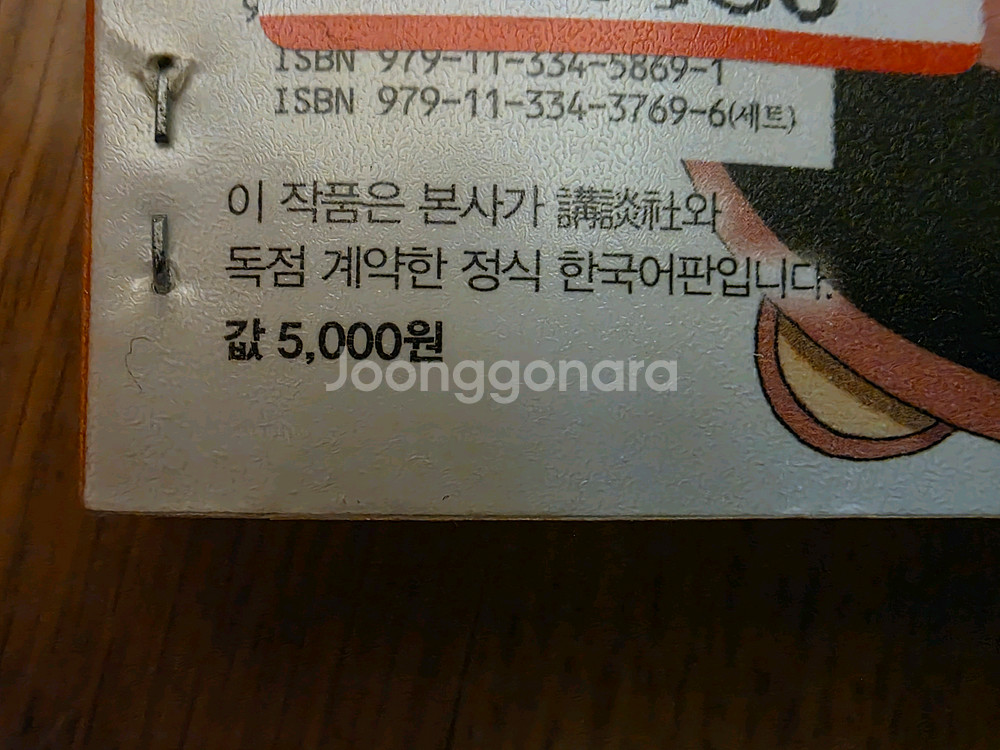 ISBN 979-11-334-5869-1
ISBN 979-11-334-3769-6(세트)
이 작품은 본사가 講談社와
독점 계약한 정식 한국어판입니다.
값 5,000원
Joonggonara